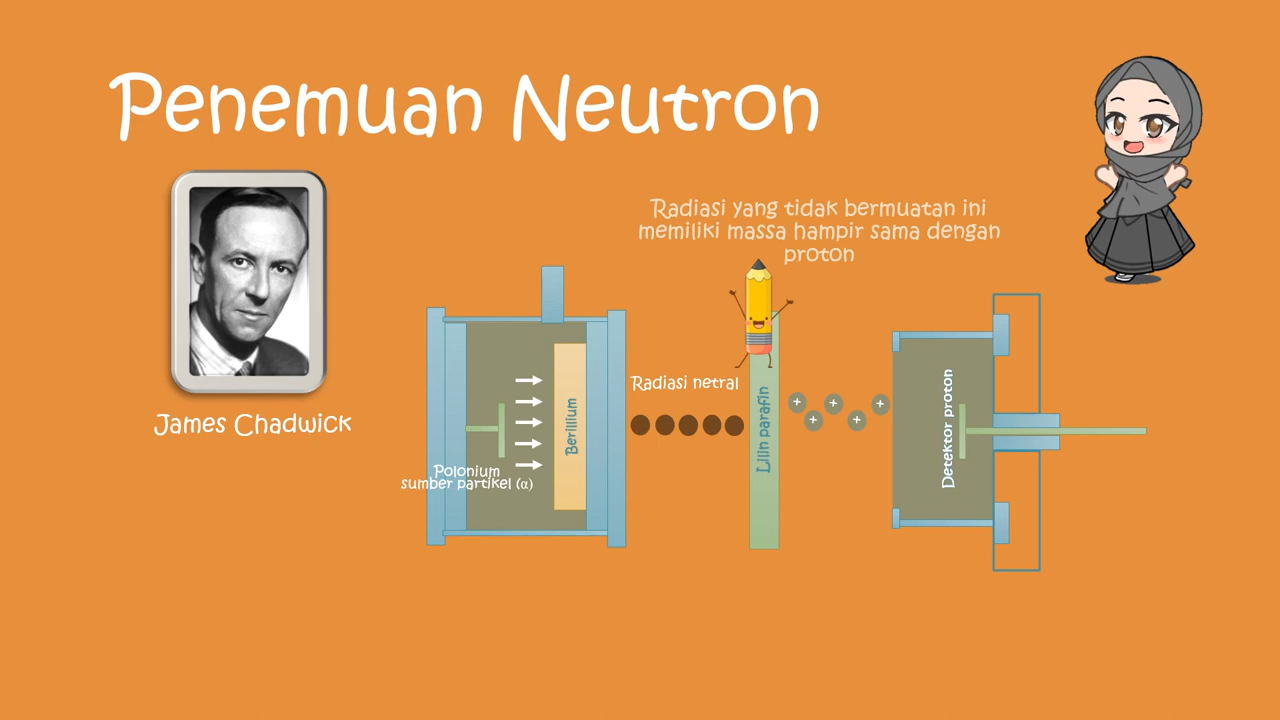 Penemuan Neutron
Radiasi yang tidak bermuatan ini
memiliki massa hampir sama dengan
proton
James Chadwick
Polonium
sumber partikel (α)
Berillium
Radiasi netral
Lilin parafin
+ + + + +
Detektor proton